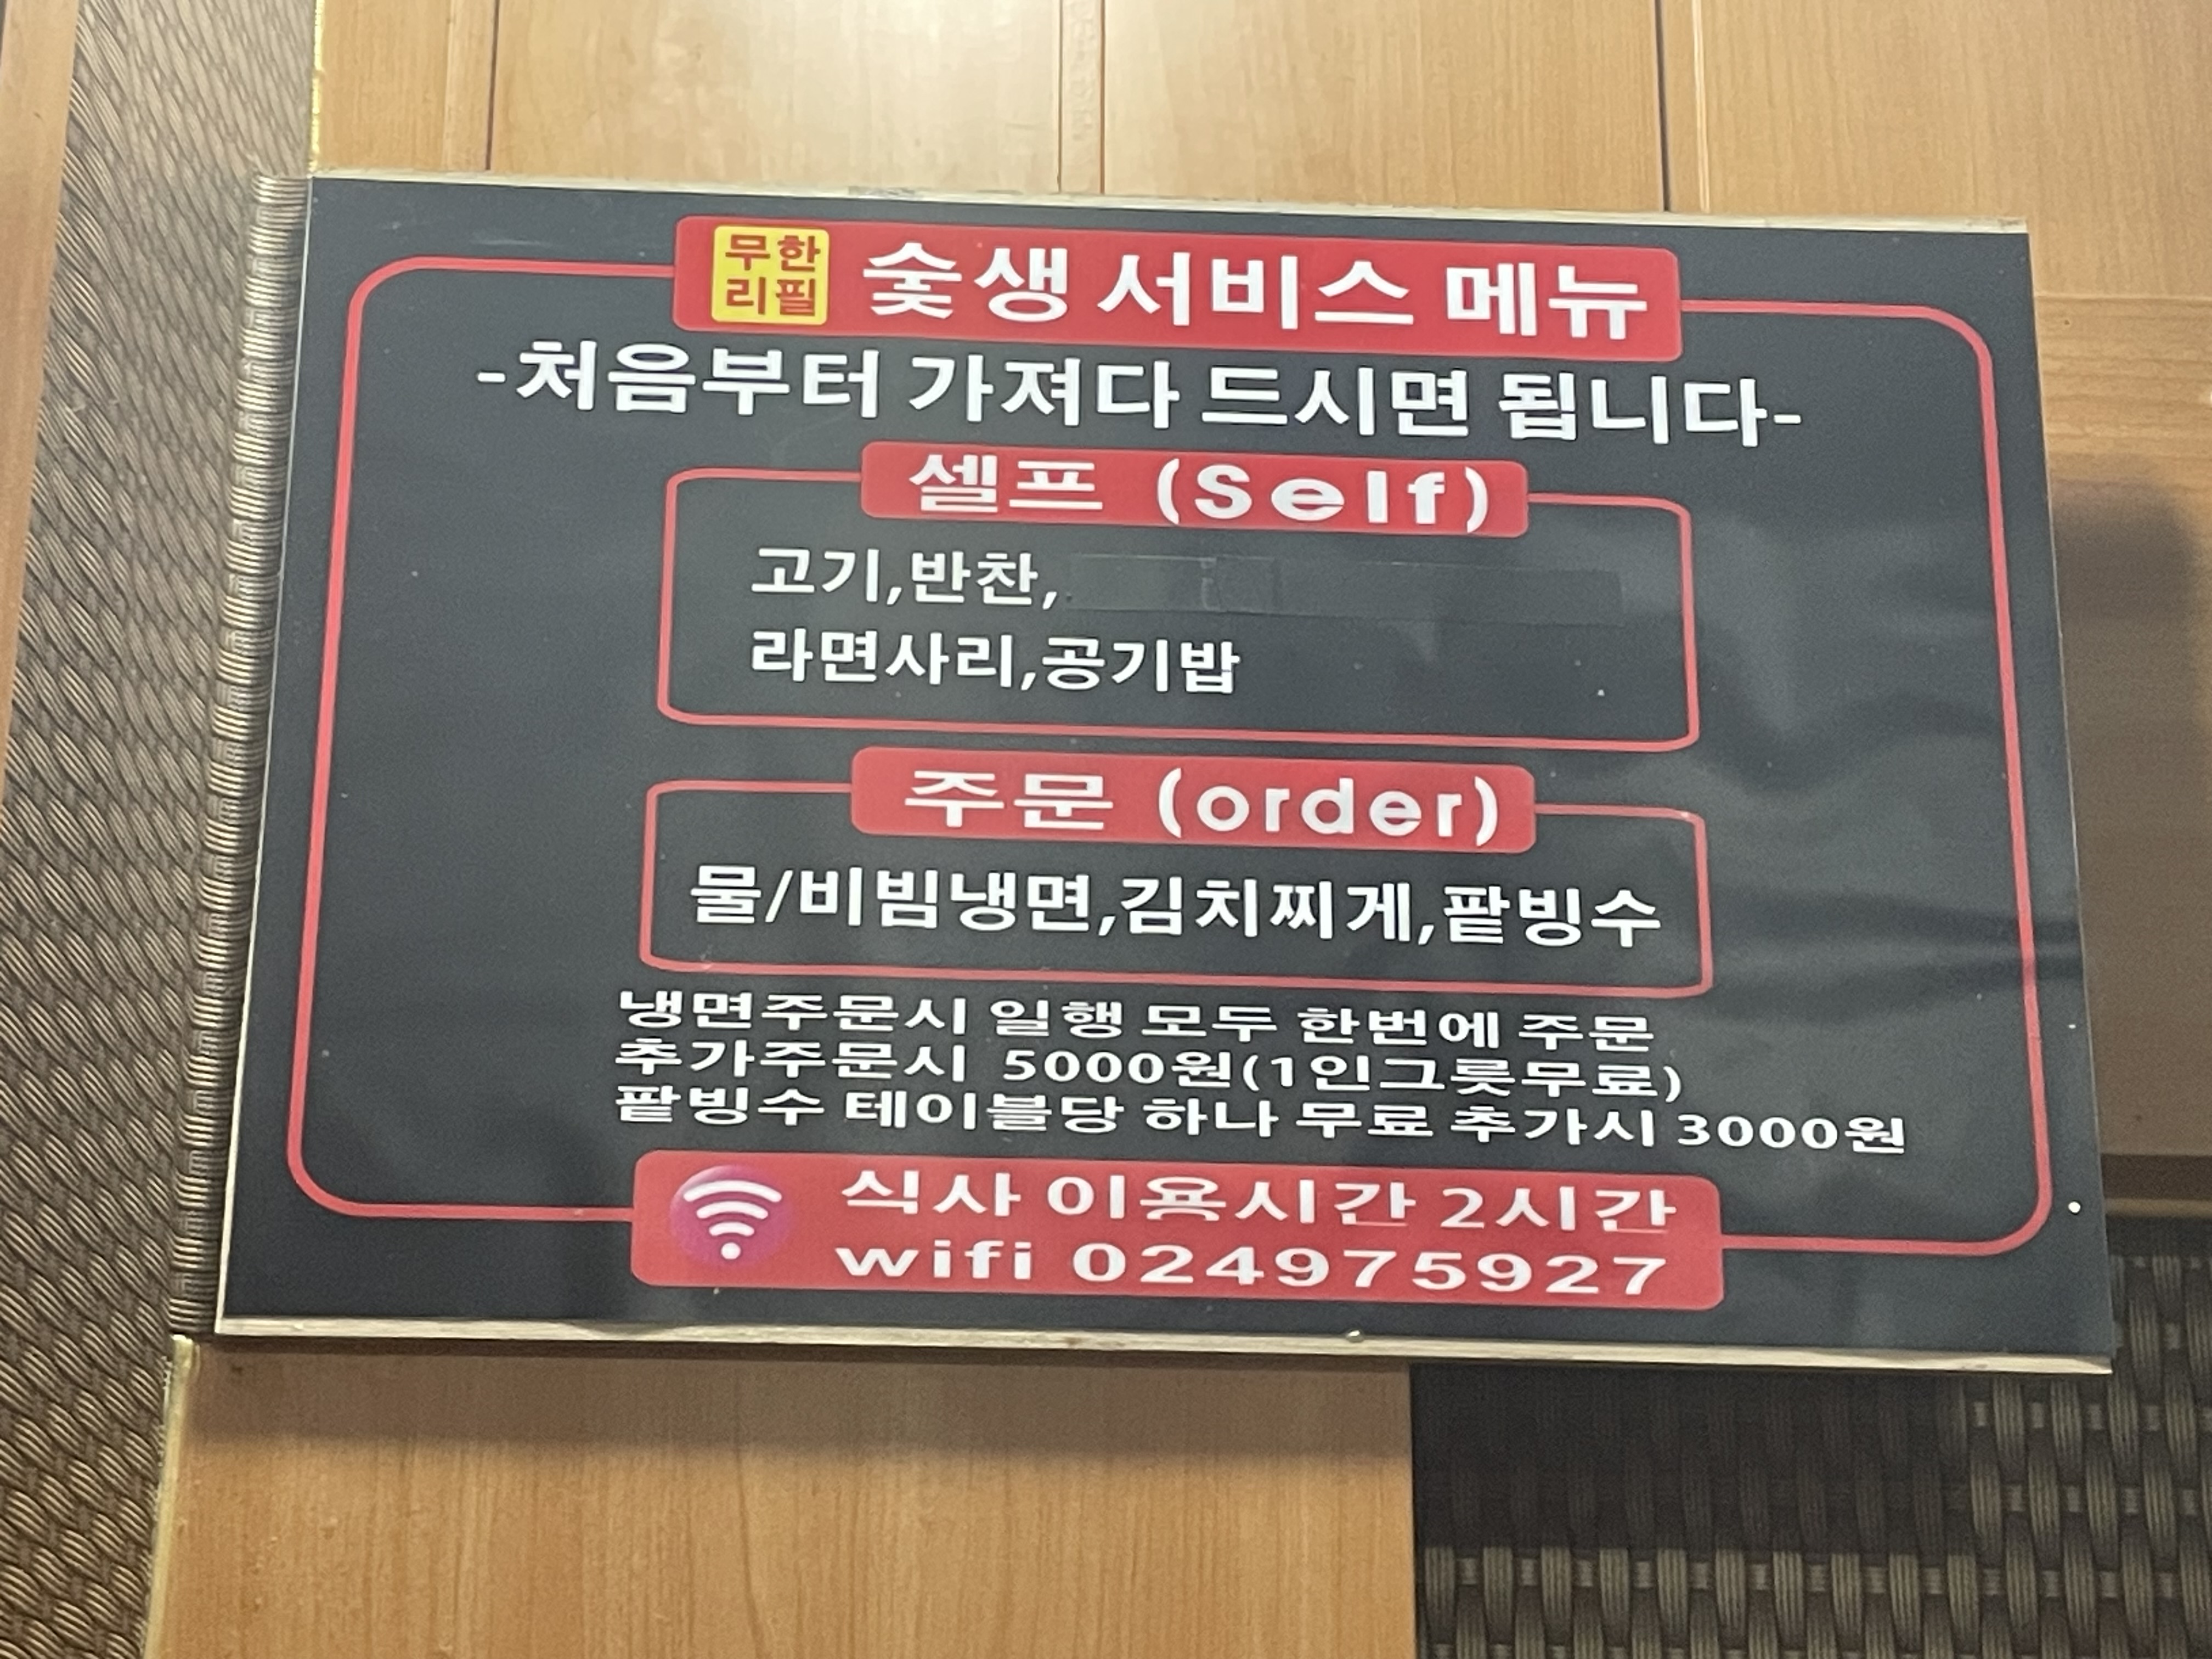 무한
리필
숯생 서비스 메뉴
-처음부터 가져다 드시면 됩니다-
셀프 (Self)
고기,반찬,
라면사리,공기밥
주문 (order)
물/비빔냉면,김치찌게,팥빙수
냉면주문시 일행 모두 한번에 주문
추가주문시 5000원(1인그릇무료)
팥빙수 테이블당 하나 무료 추가시 3000원
식사 이용시간 2시간
wifi 024975927